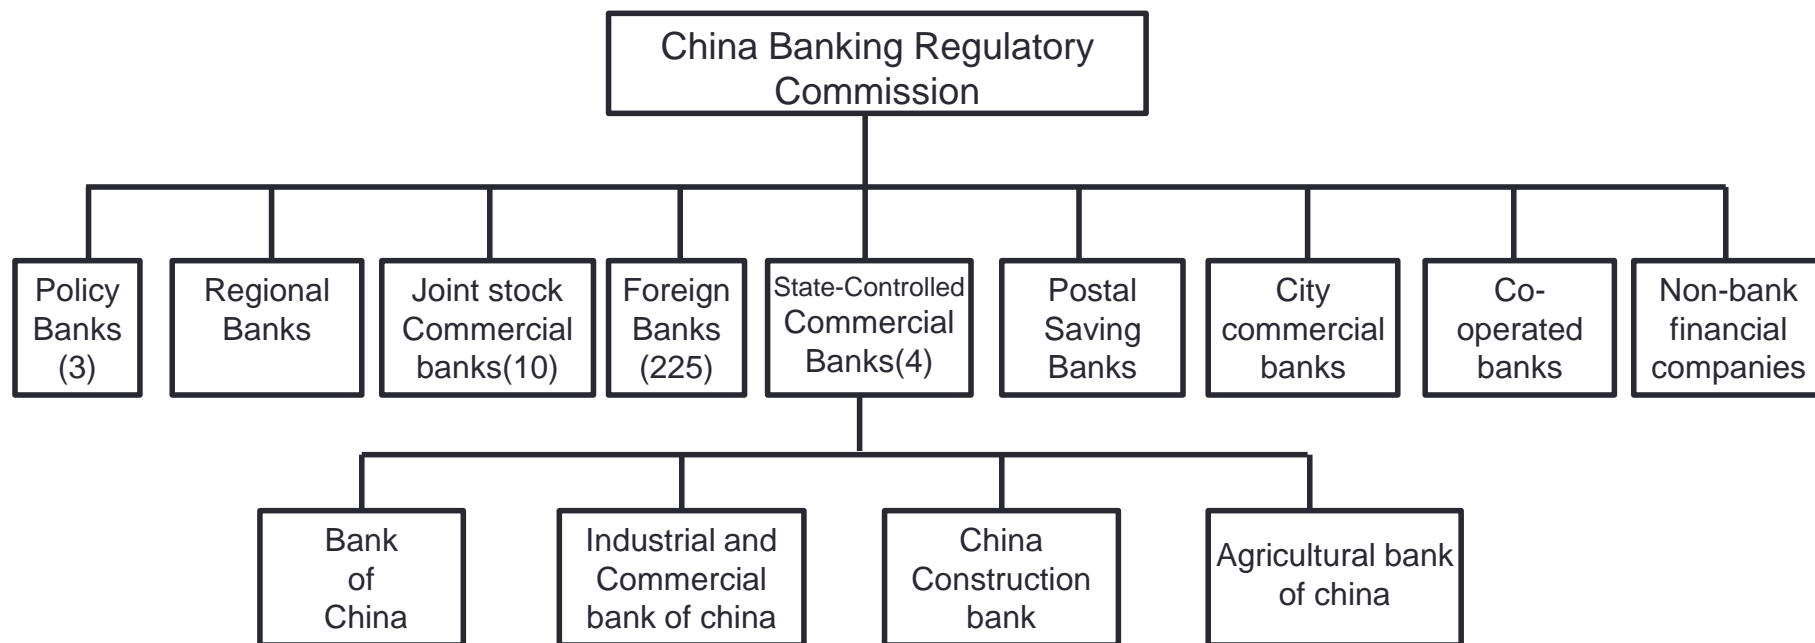 China Banking Regulatory
Commission
Policy
Banks
(3)
Regional
Banks
Joint stock
Commercial
banks(10)
Foreign
Banks
(225)
State-Controlled
Commercial
Banks(4)
Postal
Saving
Banks
City
commercial
banks
Co-
operated
banks
Non-bank
financial
companies
Bank
of
China
Industrial and
Commercial
bank of china
China
Construction
bank
Agricultural bank
of china